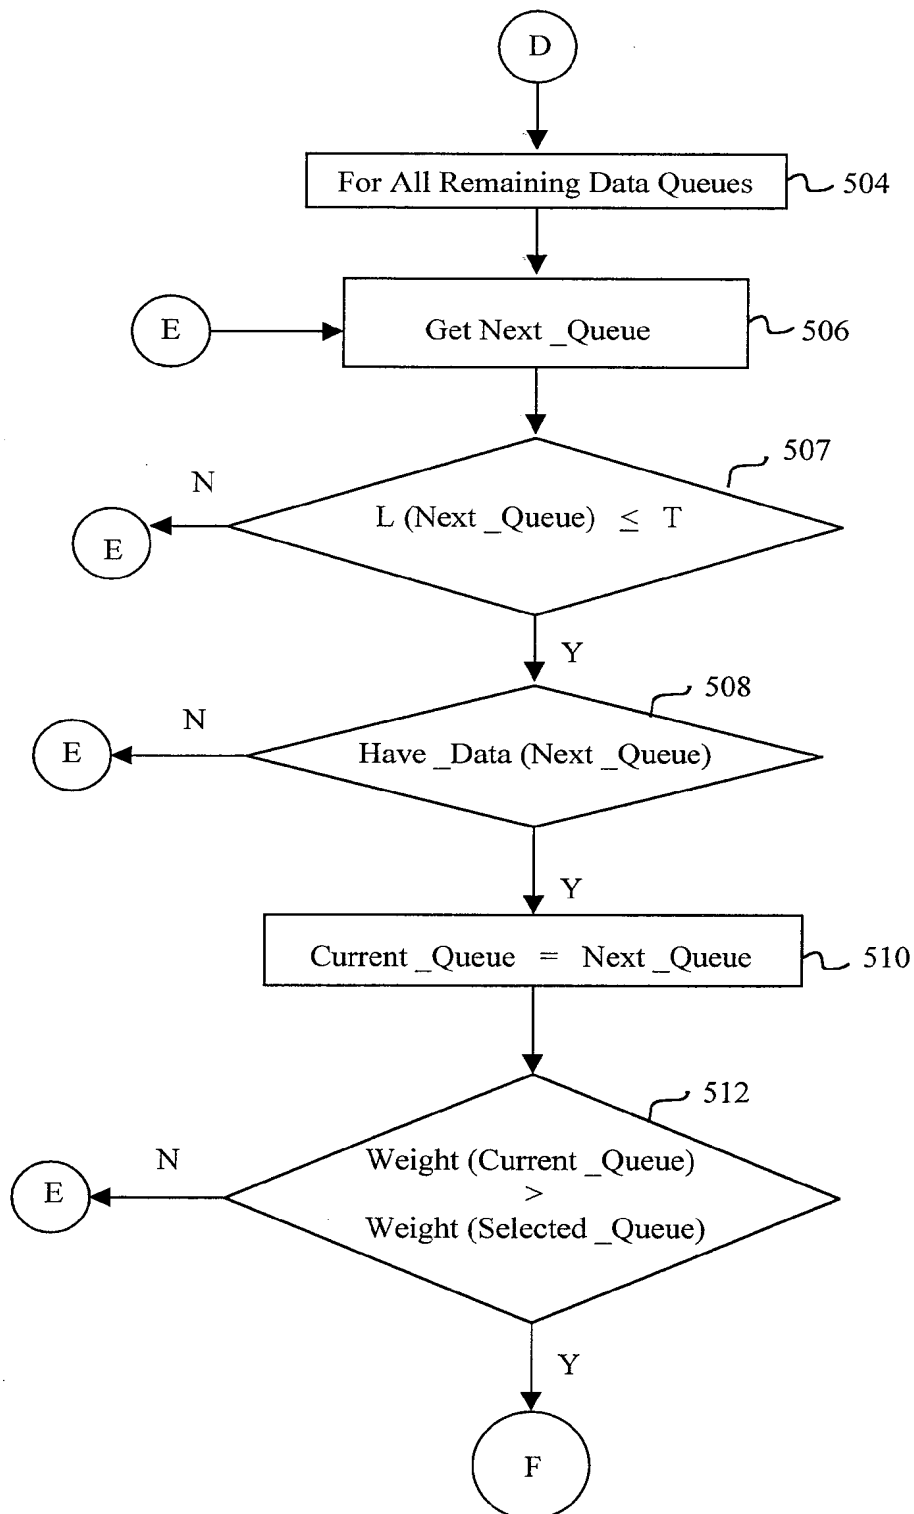 D
For All Remaining Data Queues
504
E
Get Next _Queue
506
507
N
L (Next _Queue) ≤ T
E
Y
508
N
E
Have _Data (Next _Queue)
Y
Current _Queue = Next _Queue
510
512
N
Weight (Current _Queue)
E
>
Weight (Selected _Queue)
Y
F